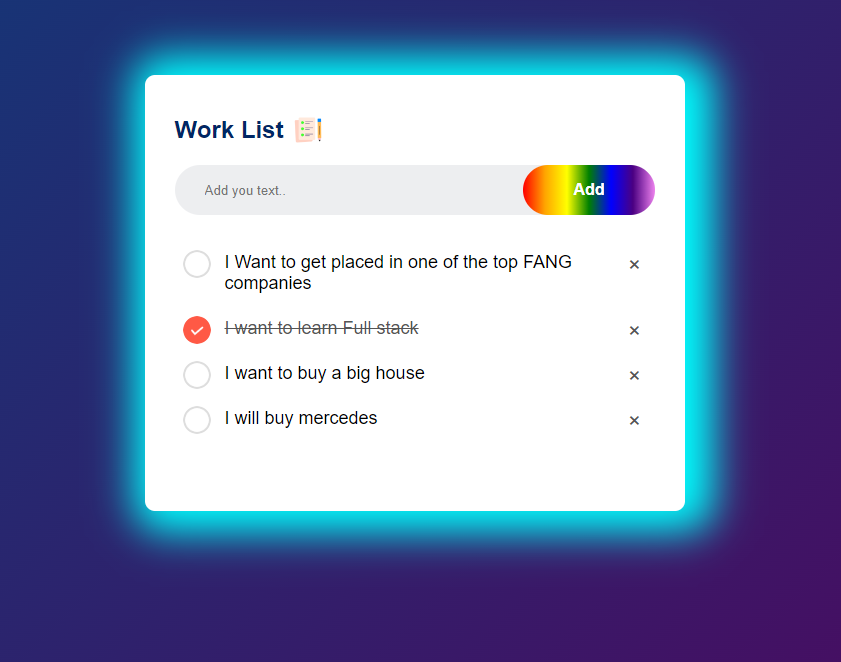 Work List
Add you text..
Add
I Want to get placed in one of the top FANG
companies
I want to learn Full stack
I want to buy a big house
I will buy mercedes